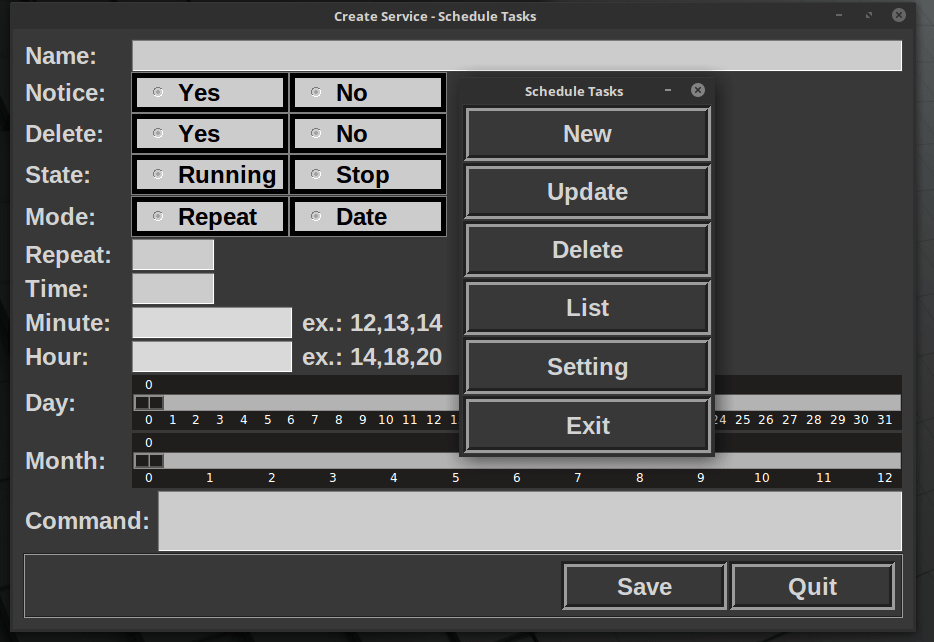 Create Service - Schedule Tasks
Name:
Notice: Yes No
Delete: Yes No
State: Running Stop
Mode: Repeat Date
Repeat:
Time:
Minute: ex.: 12,13,14
Hour: ex.: 14,18,20
0
Day:
0 1 2 3 4 5 6 7 8 9 10 11 12 25 26 27 28 29 30 31
0
Month:
0 1 2 3 4 5 6 7 8 9 10 11 12
Command:
Save Quit
Schedule Tasks
New
Update
Delete
List
Setting
Exit